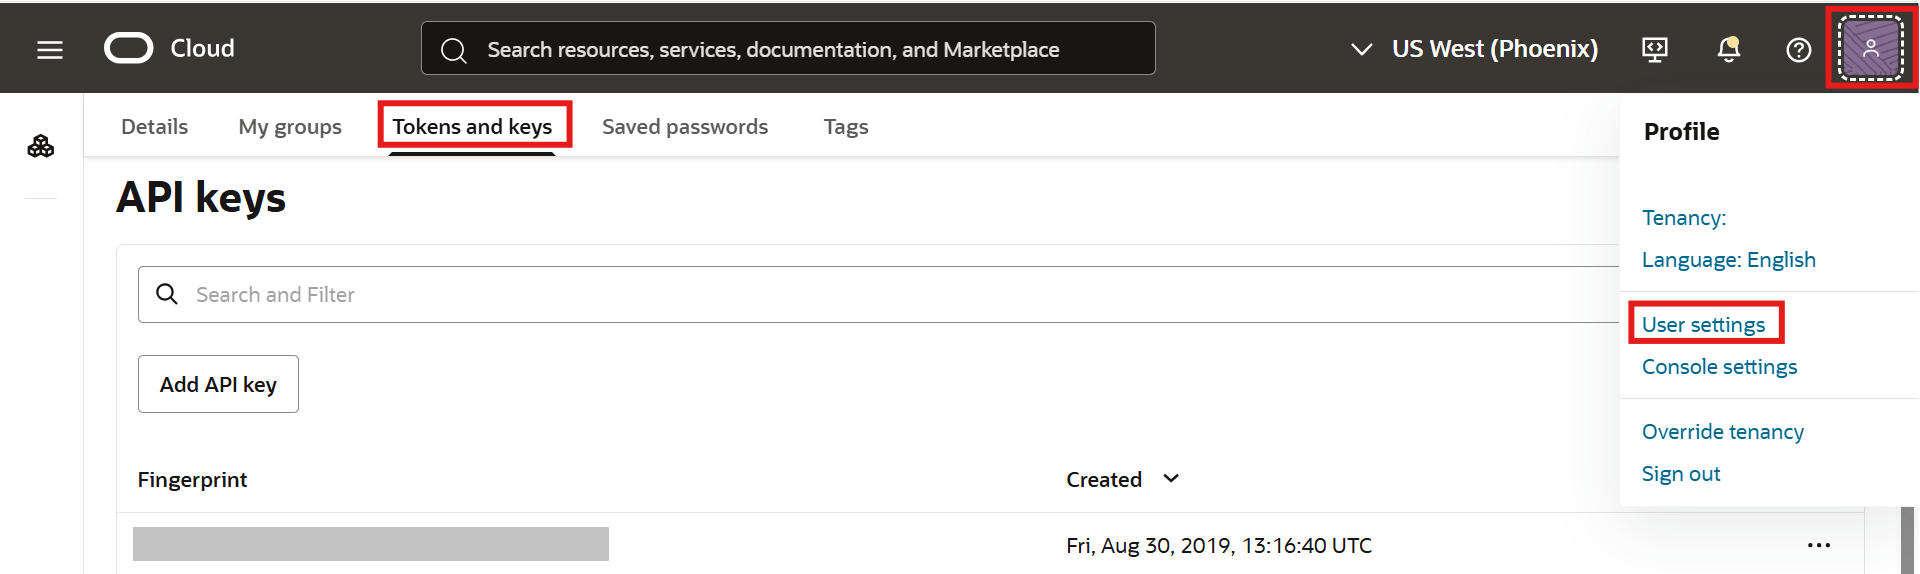 Cloud
Search resources, services, documentation, and Marketplace
US West (Phoenix)
Details
My groups
Tokens and keys
Saved passwords
Tags
Profile
API keys
Tenancy:
Language: English
Search and Filter
User settings
Console settings
Add API key
Override tenancy
Sign out
Fingerprint
Created
Fri, Aug 30, 2019, 13:16:40 UTC